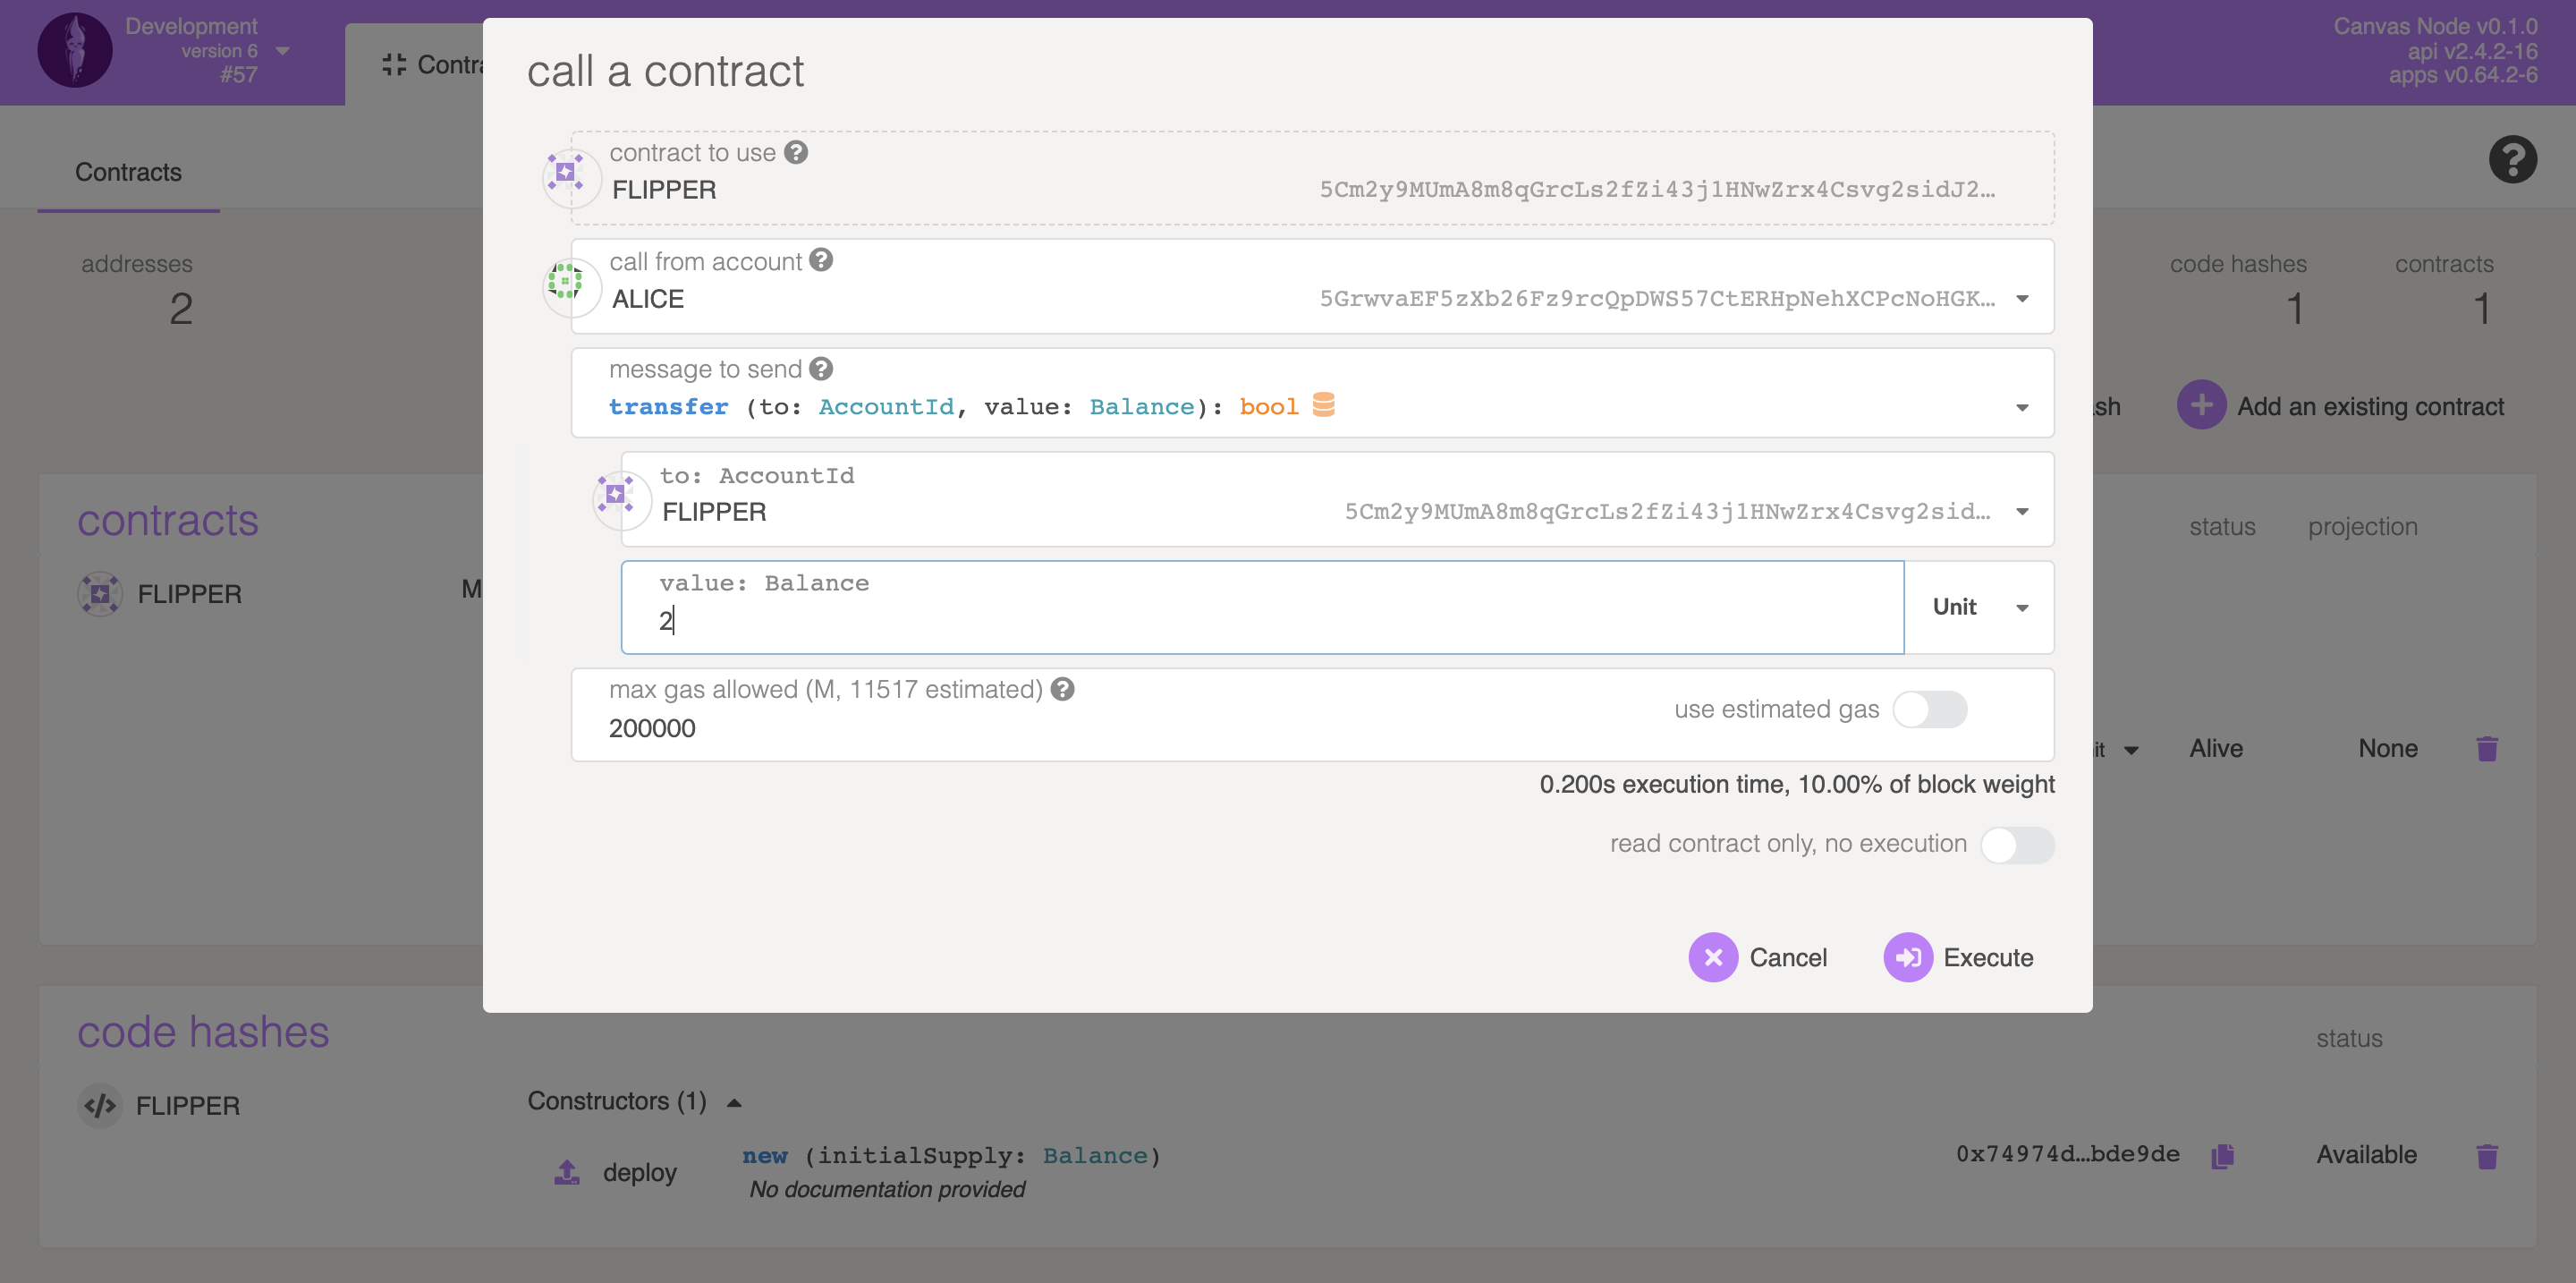 Development
version 6
#57
Contra
Canvas Node v0.1.0
api v2.4.2-16
apps v0.64.2-6
Contracts
addresses
2
code hashes
1
contracts
1
sh
Add an existing contract
call a contract
contract to use
FLIPPER 5Cm2y9MUmA8m8qGrcLs2fZi43j1HNwZrx4Csvg2sidJ2…
call from account
ALICE 5GrwvaEF5zXb26Fz9rcQpDWS57CtERHpNehXCPcNoHGK…
message to send
transfer (to: AccountId, value: Balance): bool
to: AccountId
FLIPPER 5Cm2y9MUmA8m8qGrcLs2fZi43j1HNwZrx4Csvg2sid…
value: Balance
2
Unit
max gas allowed (M, 11517 estimated)
200000
use estimated gas
0.200s execution time, 10.00% of block weight
read contract only, no execution
Cancel
Execute
contracts
status projection
FLIPPER
M
it
Alive
None
code hashes
status
FLIPPER
Constructors (1)
deploy
new (initialSupply: Balance)
No documentation provided
0x74974d…bde9de
Available